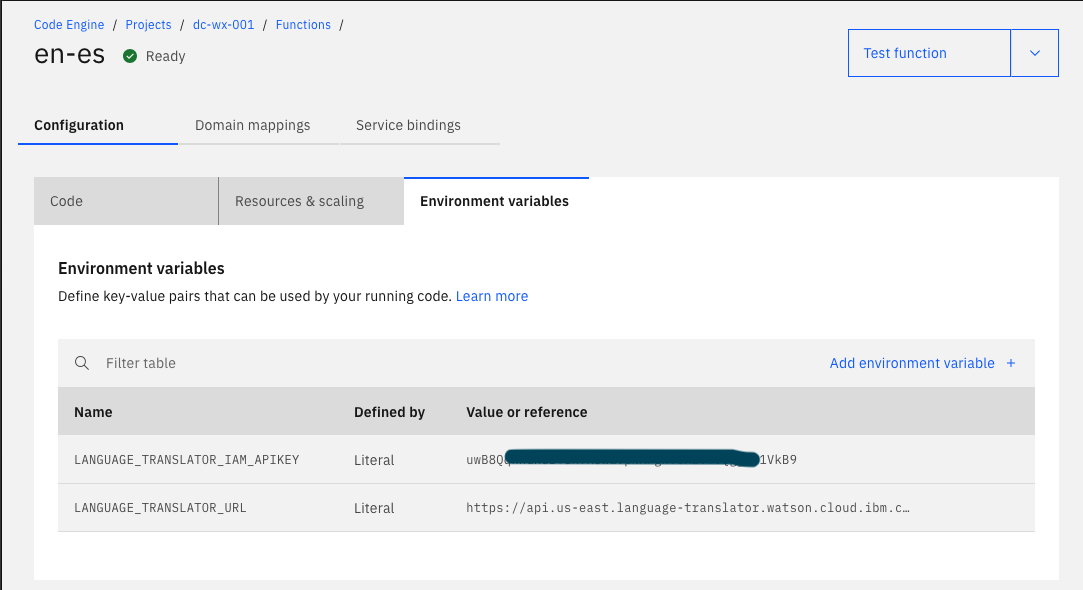 Code Engine / Projects / dc-wx-001 / Functions /
en-es Ready
Test function
Configuration Domain mappings Service bindings
Code Resources & scaling Environment variables
Environment variables
Define key-value pairs that can be used by your running code. Learn more
Filter table Add environment variable +
Name Defined by Value or reference
LANGUAGE_TRANSLATOR_IAM_APIKEY Literal
LANGUAGE_TRANSLATOR_URL Literal https://api.us-east.language-translator.watson.cloud.ibm.c…